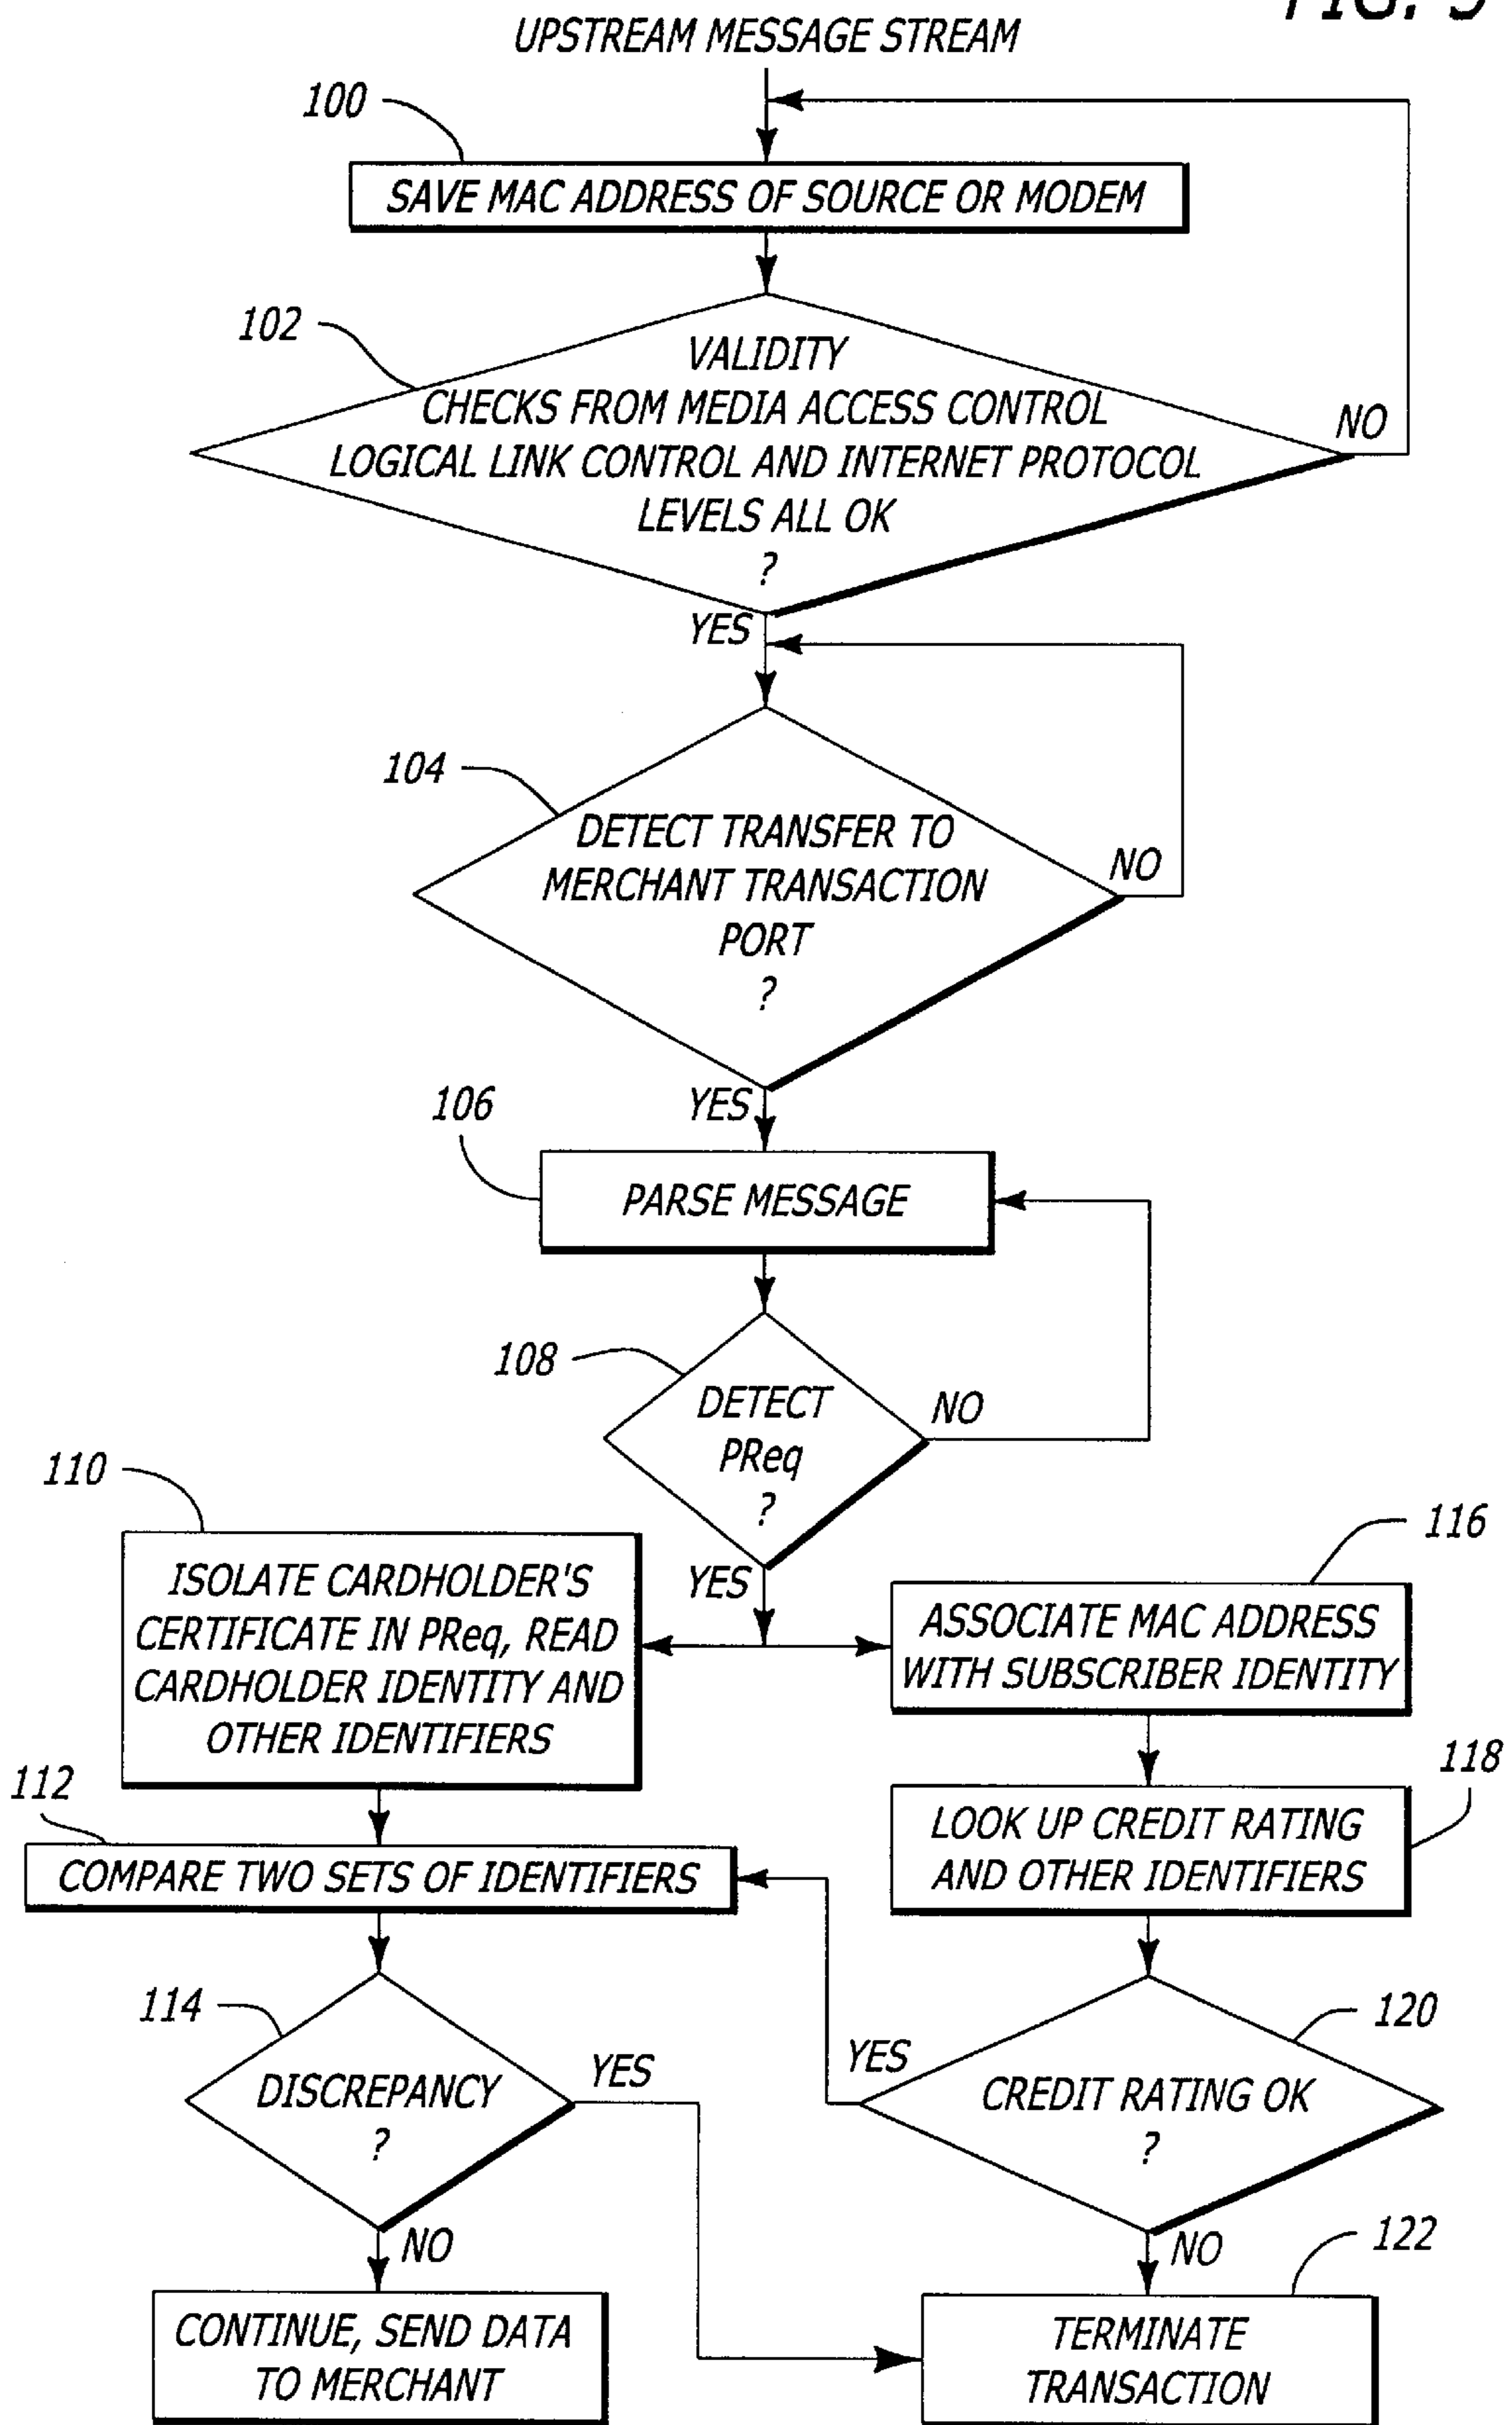 UPSTREAM MESSAGE STREAM
100
SAVE MAC ADDRESS OF SOURCE OR MODEM
102
VALIDITY
CHECKS FROM MEDIA ACCESS CONTROL
LOGICAL LINK CONTROL AND INTERNET PROTOCOL
LEVELS ALL OK
?
NO
YES
104
DETECT TRANSFER TO
MERCHANT TRANSACTION
PORT
?
NO
YES
106
PARSE MESSAGE
108
DETECT
PReq
?
NO
YES
110
ISOLATE CARDHOLDER'S
CERTIFICATE IN PReq, READ
CARDHOLDER IDENTITY AND
OTHER IDENTIFIERS
116
ASSOCIATE MAC ADDRESS
WITH SUBSCRIBER IDENTITY
112
COMPARE TWO SETS OF IDENTIFIERS
118
LOOK UP CREDIT RATING
AND OTHER IDENTIFIERS
114
DISCREPANCY
?
YES
NO
120
CREDIT RATING OK
?
YES
NO
CONTINUE, SEND DATA
TO MERCHANT
122
TERMINATE
TRANSACTION